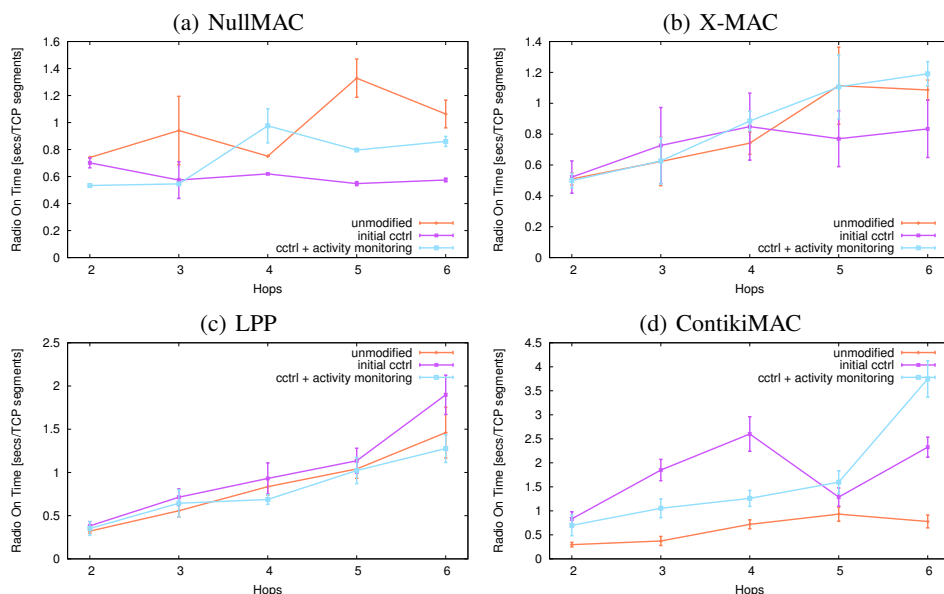 (a) NullMAC
Radio On Time [secs/TCP segments]
1.6
1.4
1.2
1
0.8
0.6
0.4
0.2
0
unmodified
initial cctrl
cctrl + activity monitoring
2 3 4 5 6
Hops
(b) X-MAC
Radio On Time [secs/TCP segments]
1.4
1.2
1
0.8
0.6
0.4
0.2
0
unmodified
initial cctrl
cctrl + activity monitoring
2 3 4 5 6
Hops
(c) LPP
Radio On Time [secs/TCP segments]
2.5
2
1.5
1
0.5
0
unmodified
initial cctrl
cctrl + activity monitoring
2 3 4 5 6
Hops
(d) ContikiMAC
Radio On Time [secs/TCP segments]
4.5
4
3.5
3
2.5
2
1.5
1
0.5
0
unmodified
initial cctrl
cctrl + activity monitoring
2 3 4 5 6
Hops